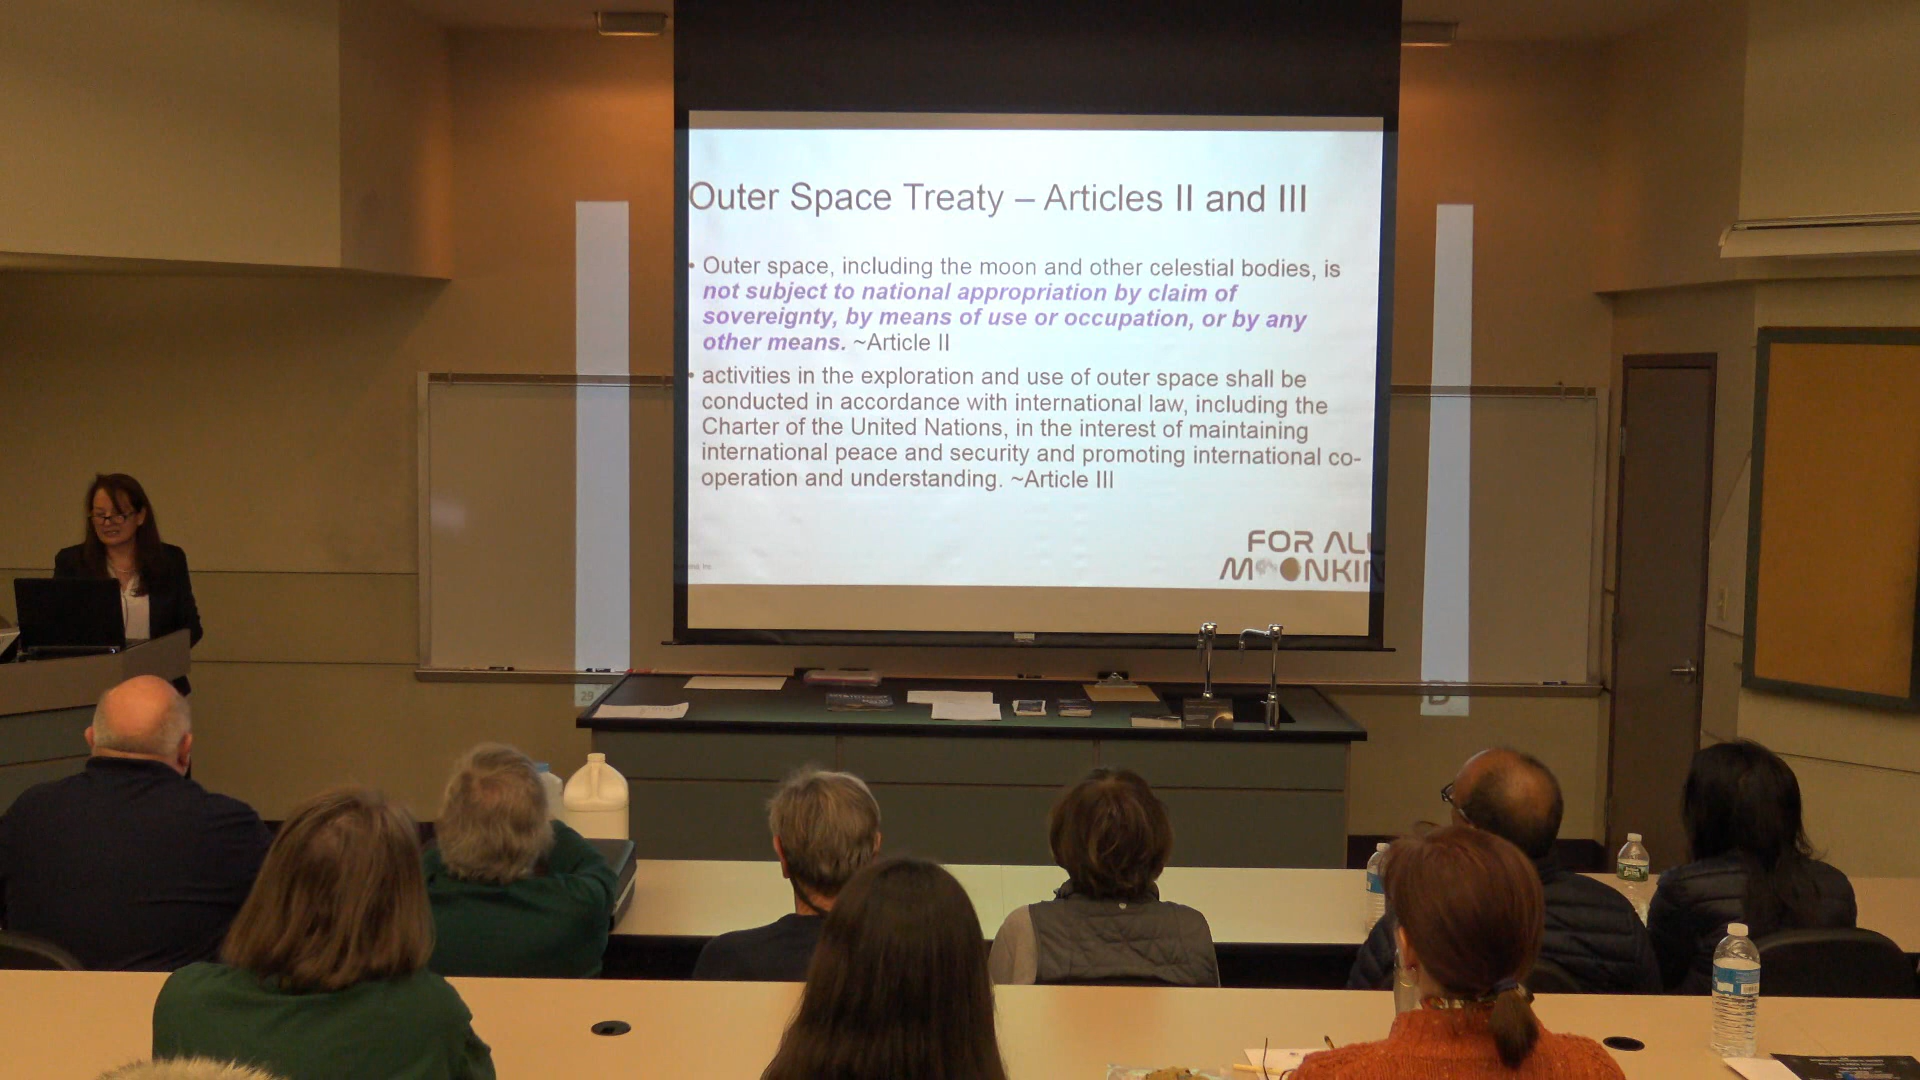 Outer Space Treaty – Articles II and III
• Outer space, including the moon and other celestial bodies, is
not subject to national appropriation by claim of
sovereignty, by means of use or occupation, or by any
other means. ~Article II
• activities in the exploration and use of outer space shall be
conducted in accordance with international law, including the
Charter of the United Nations, in the interest of maintaining
international peace and security and promoting international co-
operation and understanding. ~Article III
FOR ALL
MOONKIN
Inc.
29